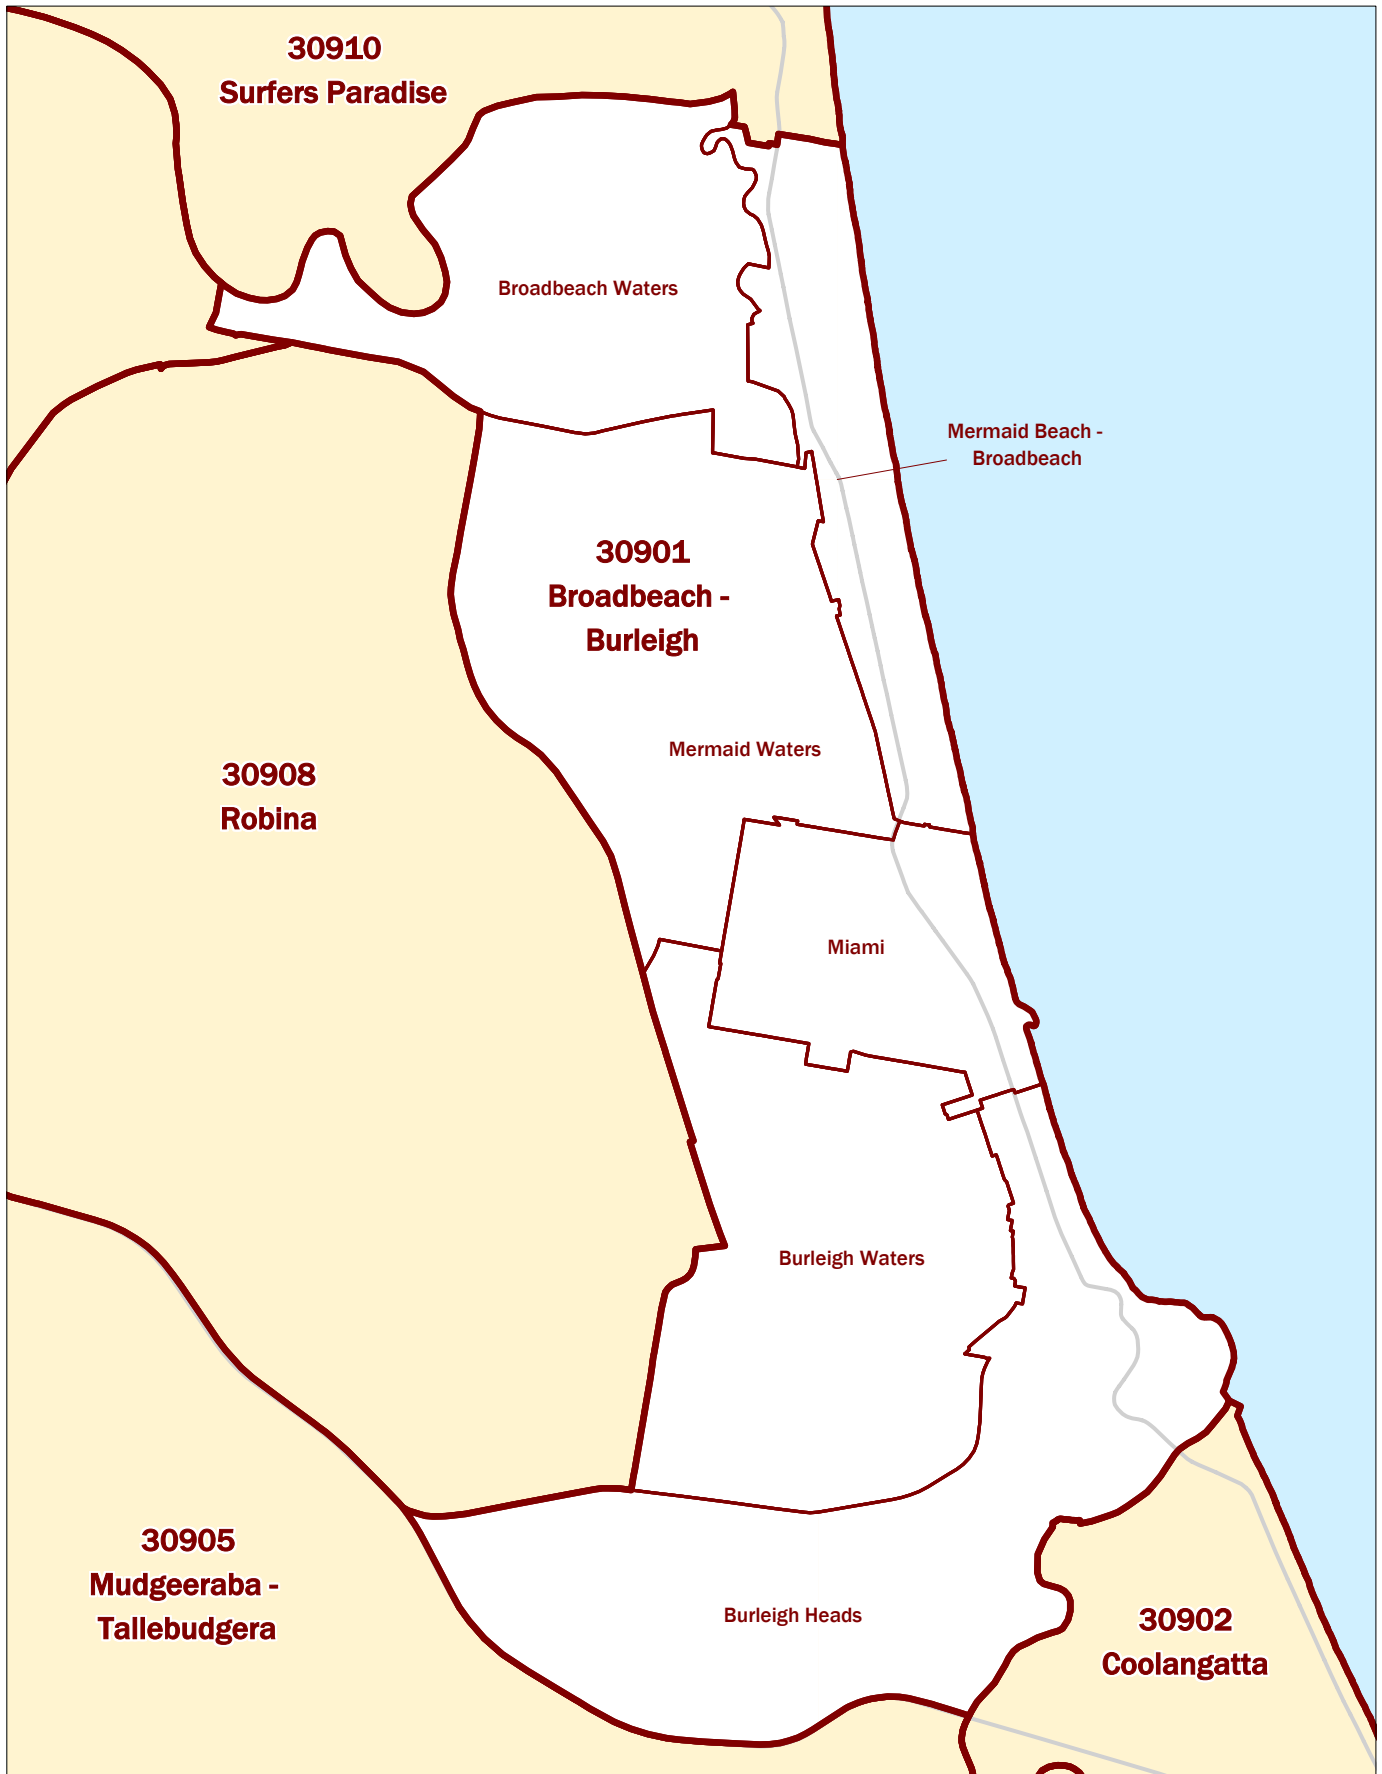 30910
Surfers Paradise
Broadbeach Waters
Mermaid Beach -
Broadbeach
30901
Broadbeach -
Burleigh
Mermaid Waters
30908
Robina
Miami
Burleigh Waters
30905
Mudgeeraba -
Tallebudgera
Burleigh Heads
30902
Coolangatta